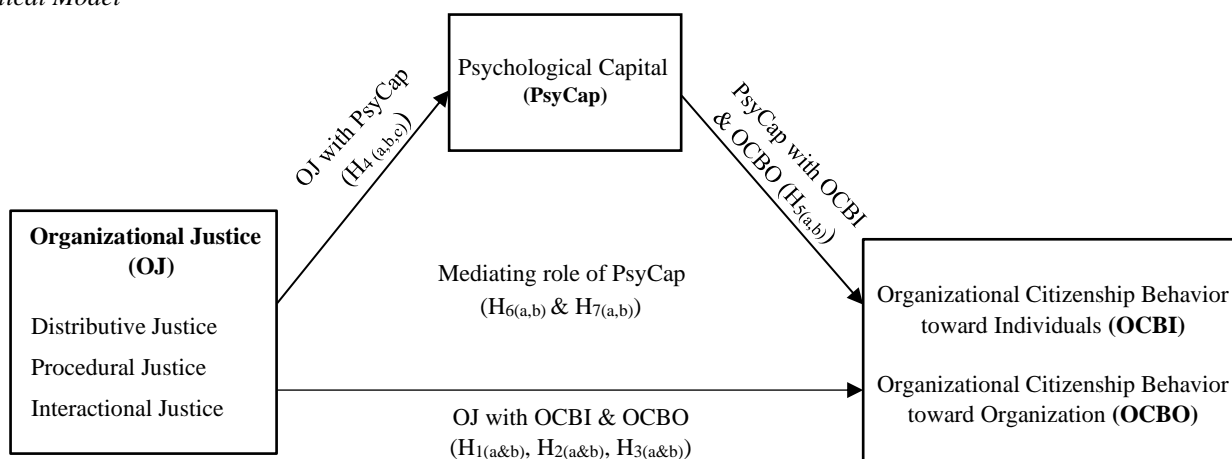 Model
Psychological Capital
(PsyCap)
OJ with PsyCap
(H4 (a,b,c))
PsyCap with OCBI
& OCBO (H5(a,b))
Organizational Justice
(OJ)
Distributive Justice
Procedural Justice
Interactional Justice
Mediating role of PsyCap
(H6(a,b) & H7(a,b))
Organizational Citizenship Behavior
toward Individuals (OCBI)
Organizational Citizenship Behavior
toward Organization (OCBO)
OJ with OCBI & OCBO
(H1(a&b), H2(a&b), H3(a&b))